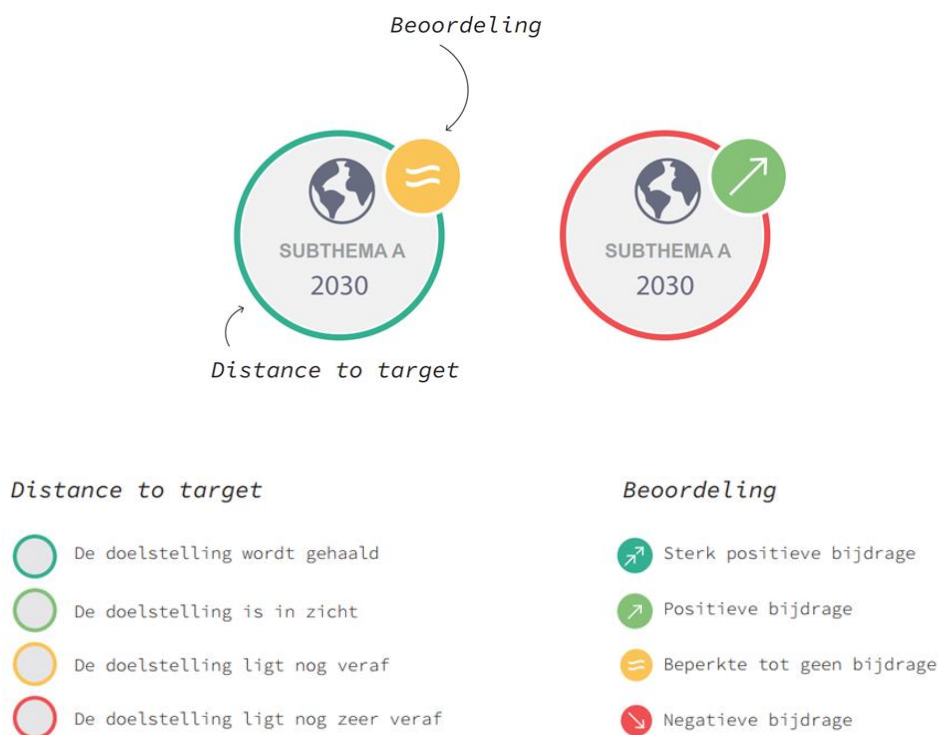 Beoordeling
SUBTHEMA A
2030
SUBTHEMA A
2030
Distance to target
Distance to target
De doelstelling wordt gehaald
De doelstelling is in zicht
De doelstelling ligt nog veraf
De doelstelling ligt nog zeer veraf
Beoordeling
Sterk positieve bijdrage
Positieve bijdrage
Beperkte tot geen bijdrage
Negatieve bijdrage